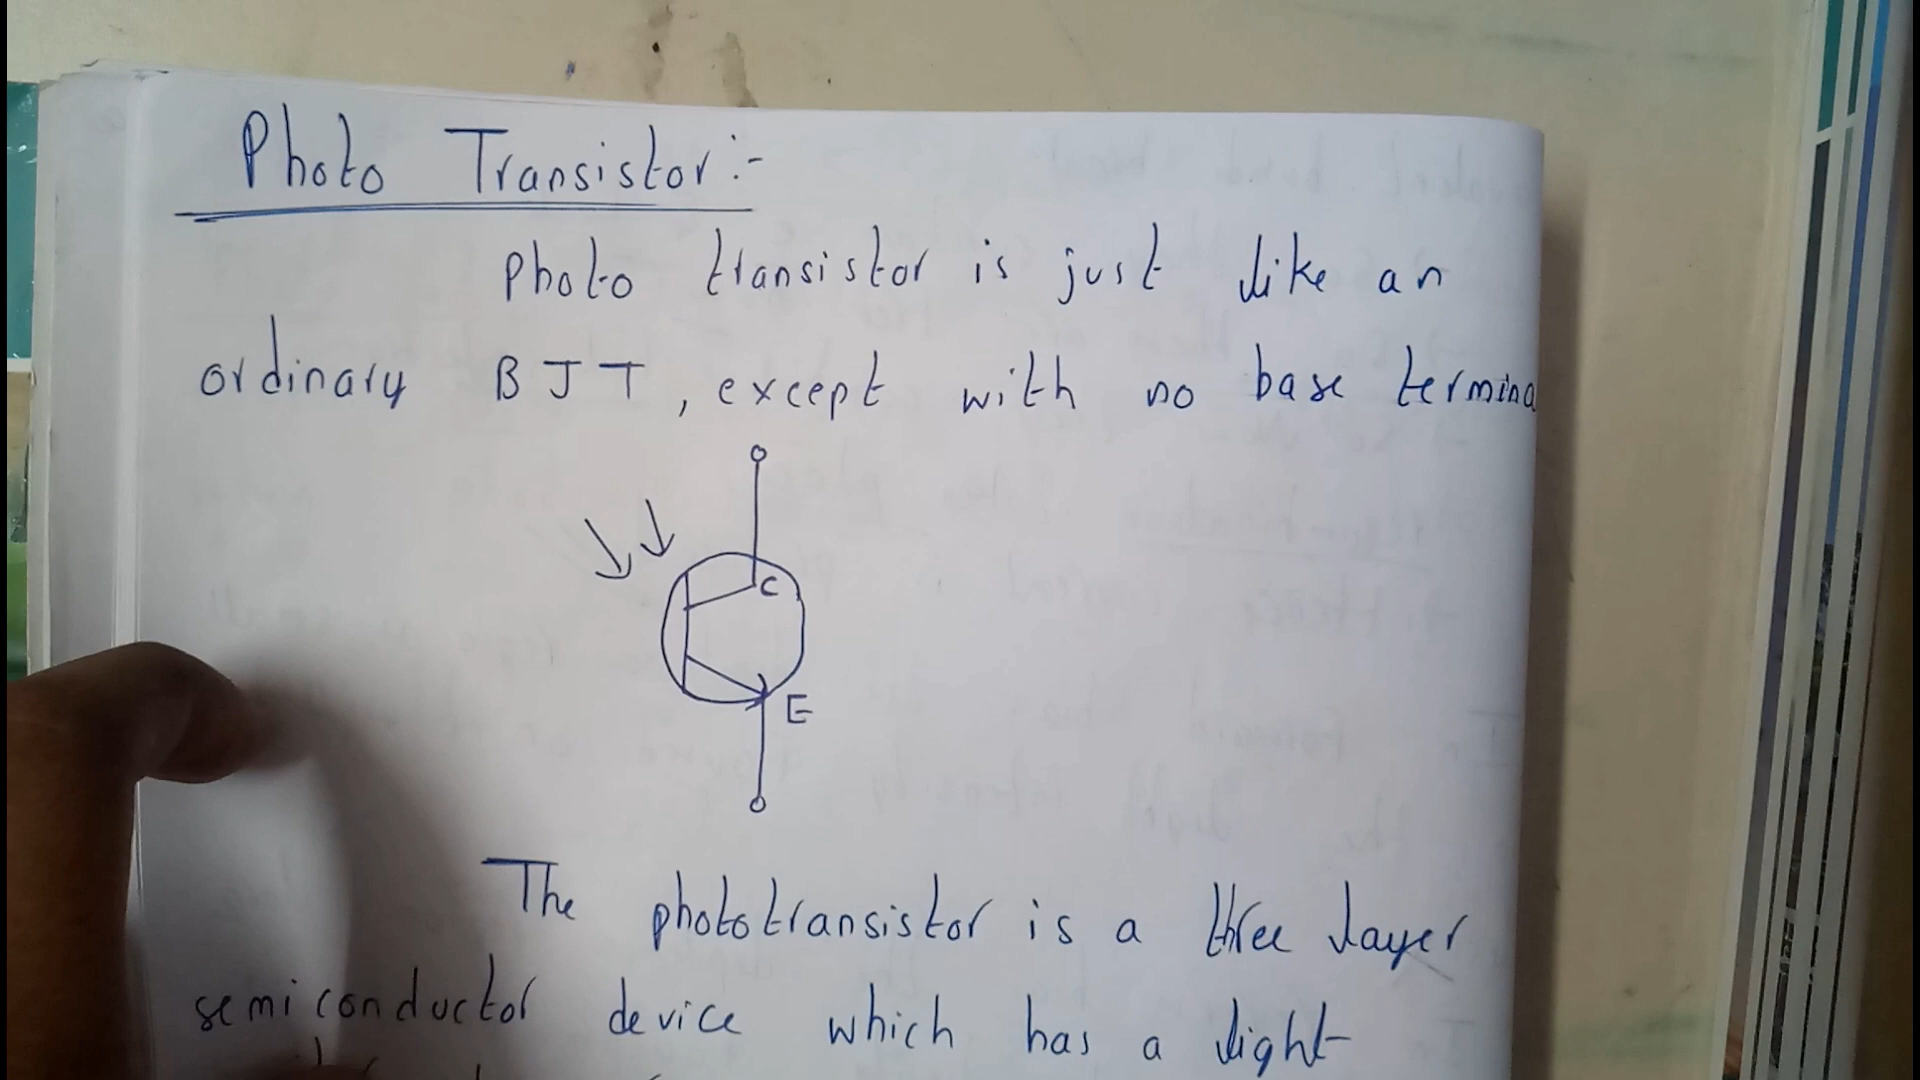 Photo Transistor:-
Photo transistor is just like an
ordinary BJT, except with no base termina
C
E
The phototransistor is a three layer
semiconductor device which has a light